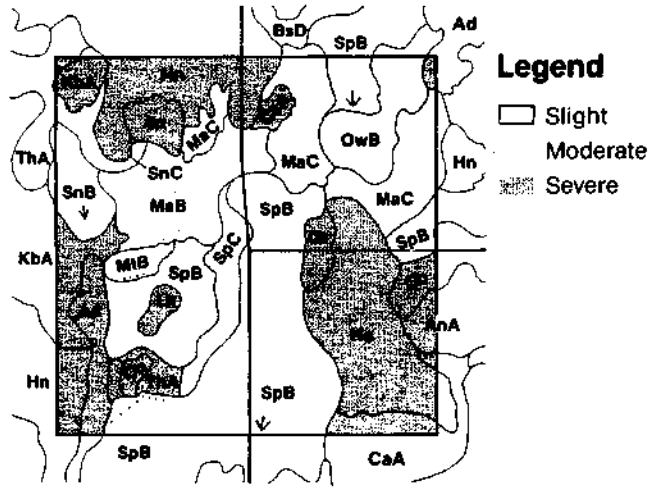 BsD
SpB
Ad
Legend
Slight
Moderate
Severe
MaC
OwB
ThA
SnC
MaC
Hn
SnB
MaB
SpB
MaC
SpC
SpB
KbA
MtB
SpB
AnA
Hn
SpB
SpB
CaA